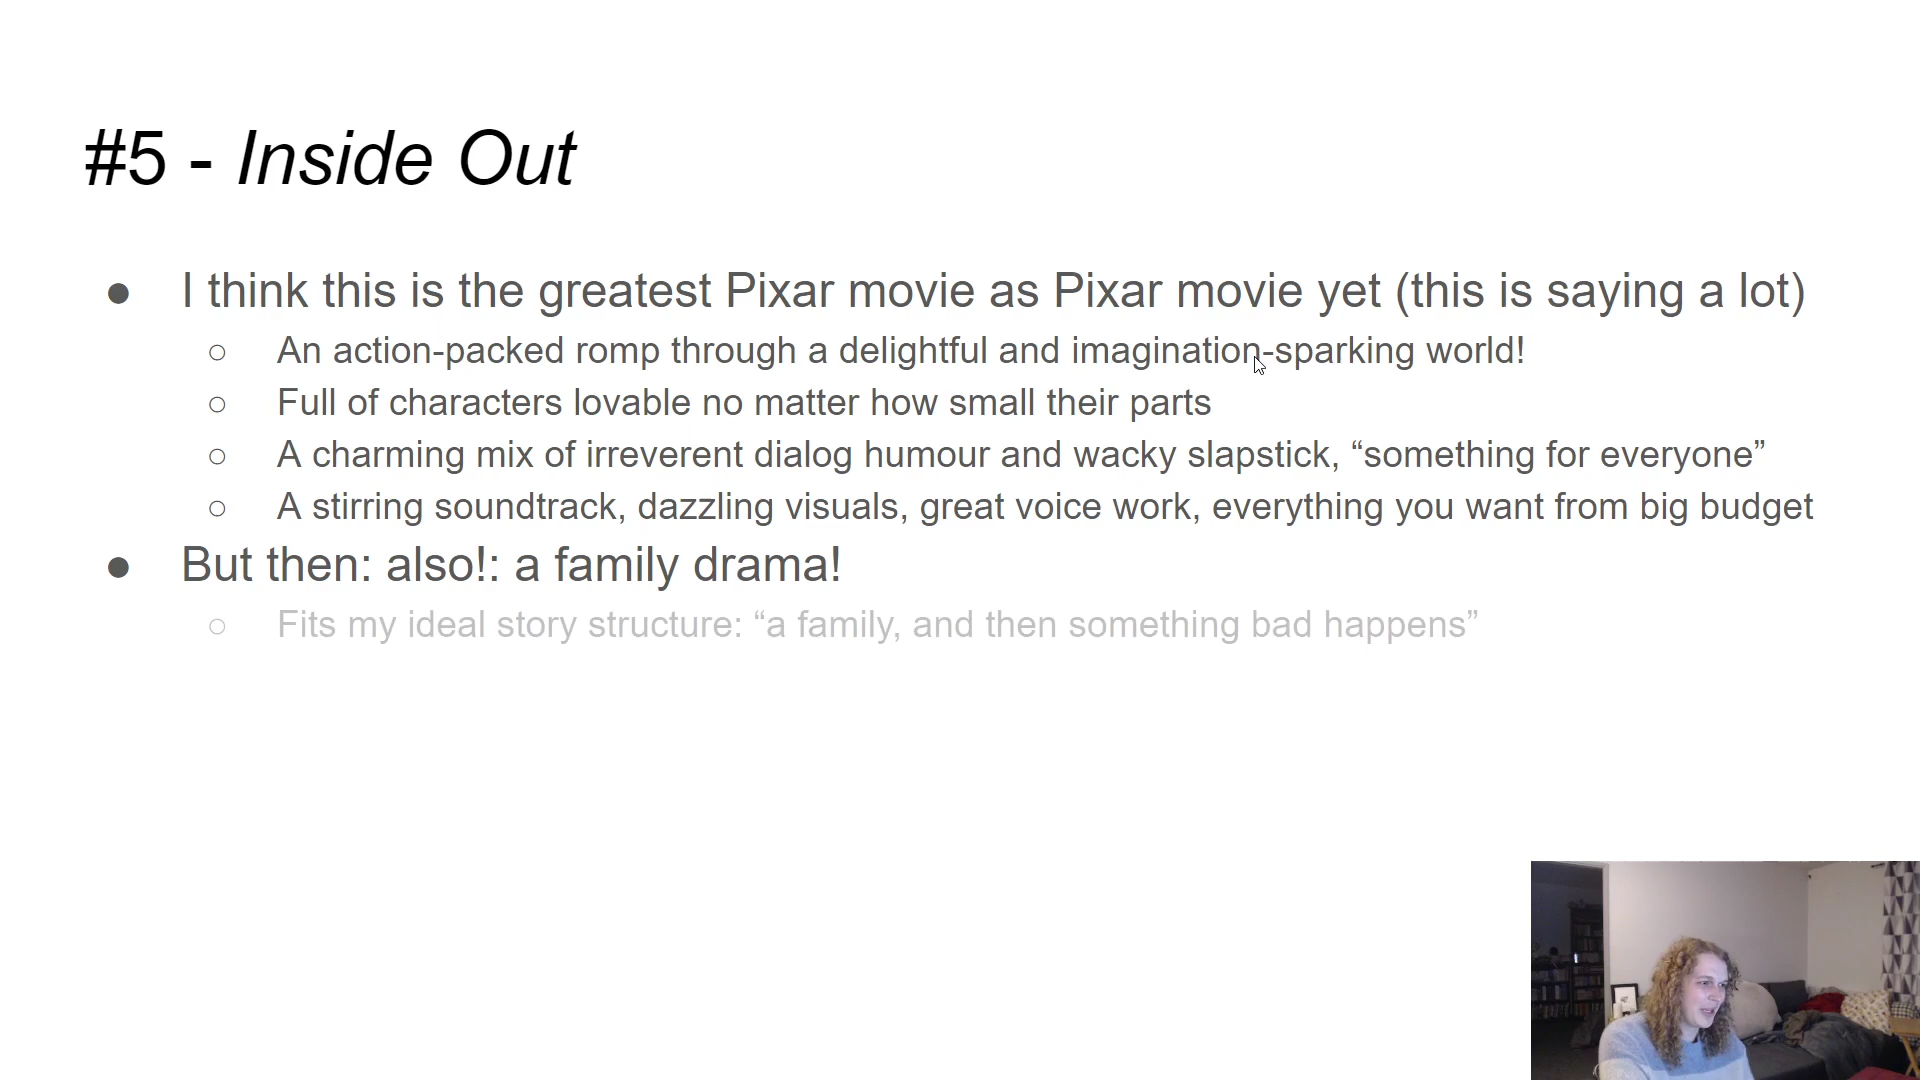 #5 - Inside Out
● I think this is the greatest Pixar movie as Pixar movie yet (this is saying a lot)
○ An action-packed romp through a delightful and imagination-sparking world!
○ Full of characters lovable no matter how small their parts
○ A charming mix of irreverent dialog humour and wacky slapstick, “something for everyone”
○ A stirring soundtrack, dazzling visuals, great voice work, everything you want from big budget
● But then: also!: a family drama!
○ Fits my ideal story structure: “a family, and then something bad happens”